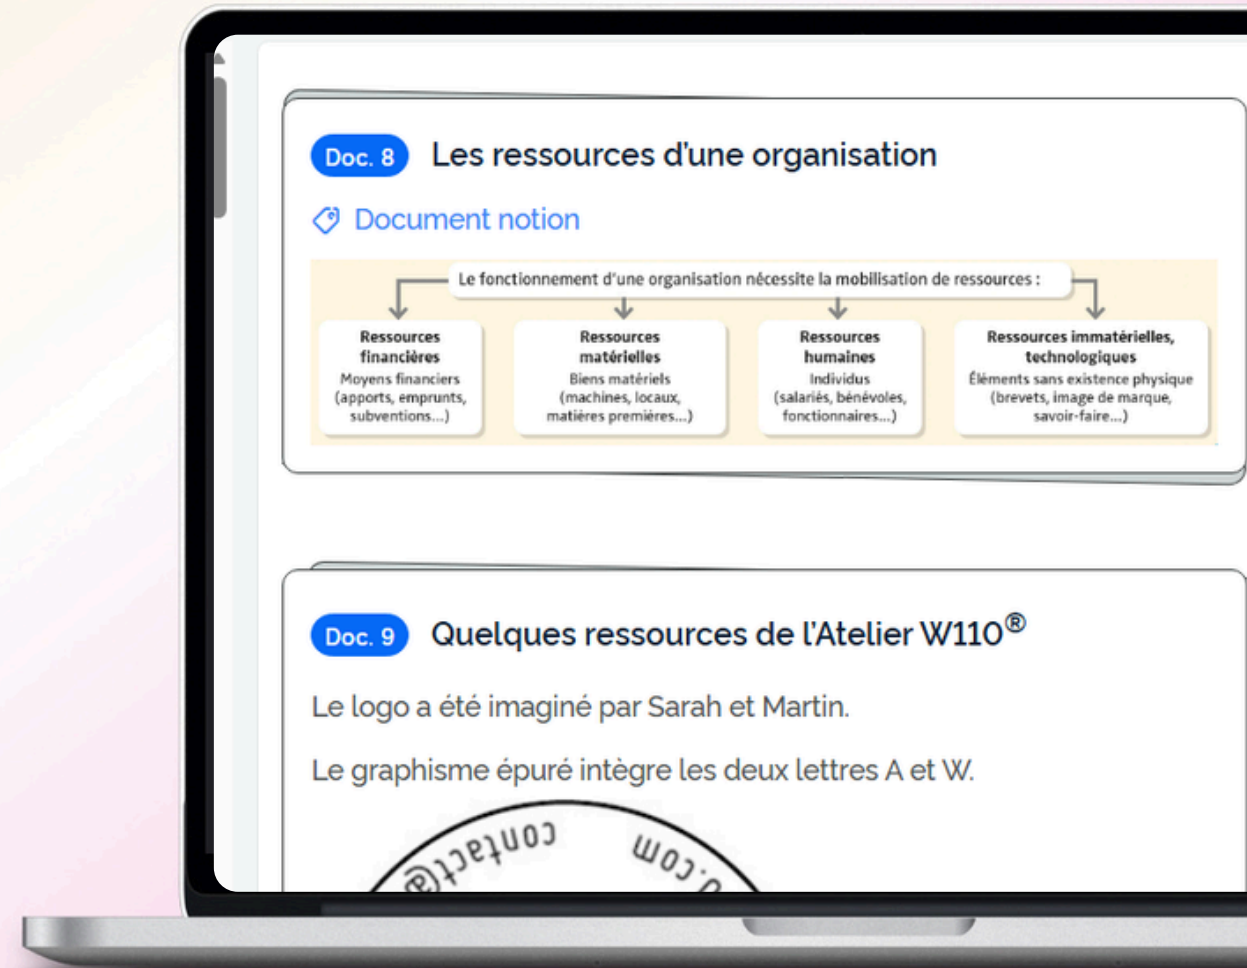 Doc. 8 Les ressources d'une organisation
Document notion
Le fonctionnement d'une organisation nécessite la mobilisation de ressources :
Ressources
financières
Moyens financiers
(apports, emprunts,
subventions...)
Ressources
matérielles
Biens matériels
(machines, locaux,
matières premières...)
Ressources
humaines
Individus
(salariés, bénévoles,
fonctionnaires...)
Ressources immatérielles,
technologiques
Éléments sans existence physique
(brevets, image de marque,
savoir-faire...)
Doc. 9 Quelques ressources de l'Atelier W110®
Le logo a été imaginé par Sarah et Martin.
Le graphisme épuré intègre les deux lettres A et W.
contact@
.com